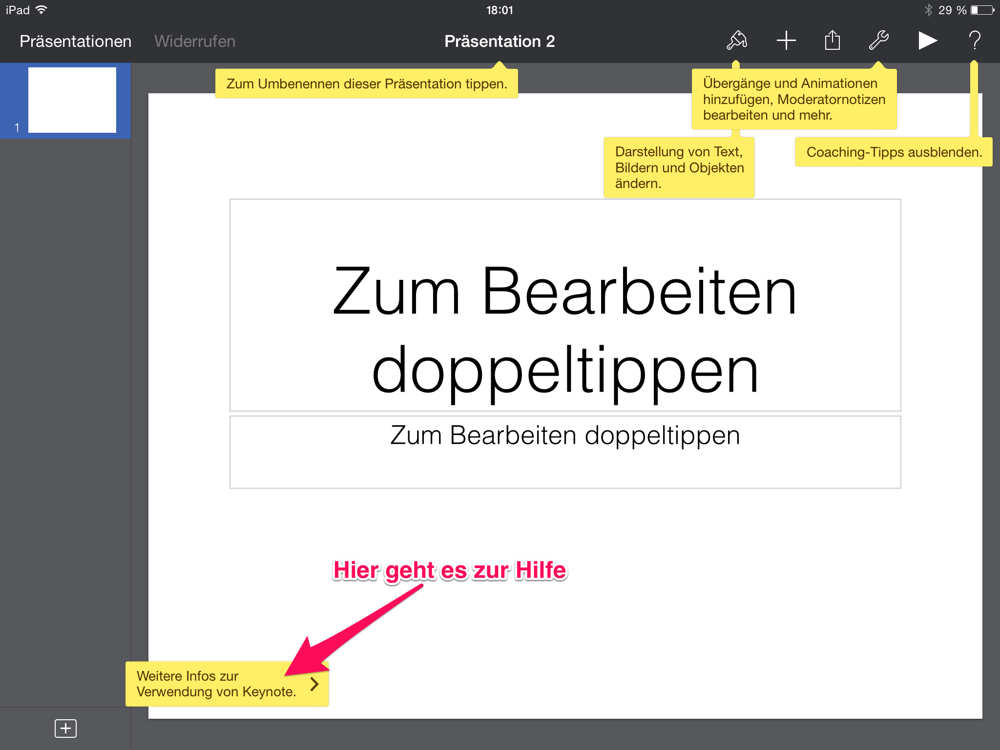 iPad 18:01 29 %
Präsentationen Widerrufen Präsentation 2 ?
Zum Umbenennen dieser Präsentation tippen.
Übergänge und Animationen
hinzufügen, Moderatornotizen
bearbeiten und mehr.
Darstellung von Text,
Bildern und Objekten
ändern.
Coaching-Tipps ausblenden.
1
Zum Bearbeiten
doppeltippen
Zum Bearbeiten doppeltippen
Hier geht es zur Hilfe
Weitere Infos zur
Verwendung von Keynote.